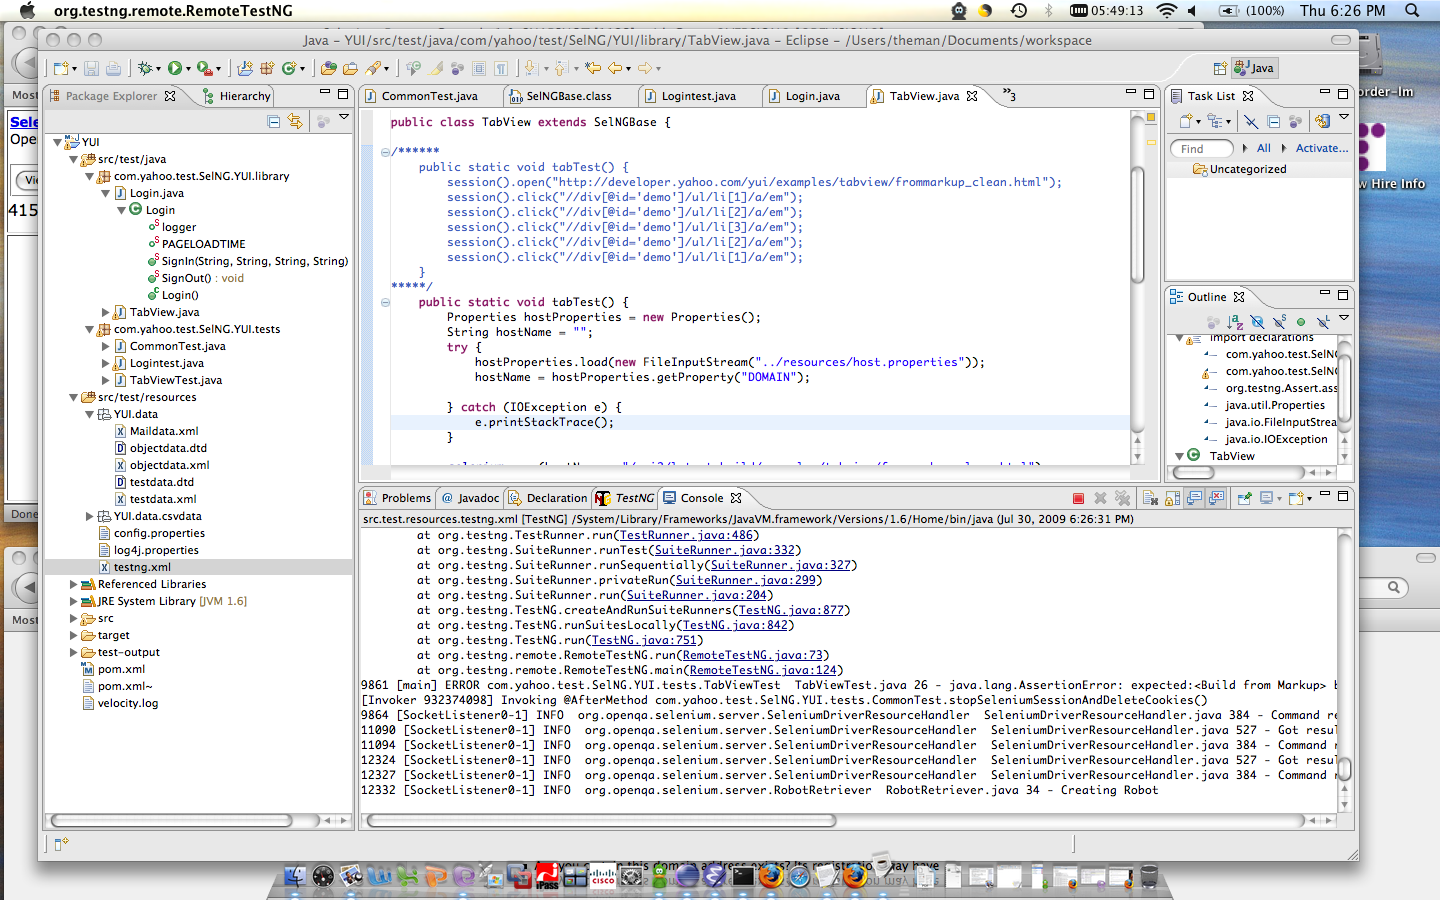 org.testng.remote.RemoteTestNG
05:49:13
(100%)
Thu 6:26 PM
Java – YUI/src/test/java/com/yahoo/test/SelNG/YUI/library/TabView.java – Eclipse – /Users/theman/Documents/workspace
Java
Package Explorer
Hierarchy
YUI
src/test/java
com.yahoo.test.SelNG.YUI.library
Login.java
Login
logger
PAGELOADTIME
SignIn(String, String, String, String)
SignOut() : void
Login()
TabView.java
com.yahoo.test.SelNG.YUI.tests
CommonTest.java
Logintest.java
TabViewTest.java
src/test/resources
YUI.data
Maildata.xml
objectdata.dtd
objectdata.xml
testdata.dtd
testdata.xml
YUI.data.csvdata
config.properties
log4j.properties
testng.xml
Referenced Libraries
JRE System Library [JVM 1.6]
src
target
test-output
pom.xml
pom.xml~
velocity.log
CommonTest.java
SelNGBase.class
Logintest.java
Login.java
TabView.java
»3
public class TabView extends SelNGBase {
/******
public static void tabTest() {
session().open("http://developer.yahoo.com/yui/examples/tabview/frommarkup_clean.html");
session().click("//div[@id='demo']/ul/li[1]/a/em");
session().click("//div[@id='demo']/ul/li[2]/a/em");
session().click("//div[@id='demo']/ul/li[3]/a/em");
session().click("//div[@id='demo']/ul/li[2]/a/em");
session().click("//div[@id='demo']/ul/li[1]/a/em");
}
*****/
public static void tabTest() {
Properties hostProperties = new Properties();
String hostName = "";
try {
hostProperties.load(new FileInputStream("../resources/host.properties"));
hostName = hostProperties.getProperty("DOMAIN");
} catch (IOException e) {
e.printStackTrace();
}
Task List
Find
All
Activate...
Uncategorized
Outline
import declarations
com.yahoo.test.SelNG
com.yahoo.test.SelNG
org.testng.Assert.ass
java.util.Properties
java.io.FileInputStrea
java.io.IOException
TabView
Problems
Javadoc
Declaration
TestNG
Console
src.test.resources.testng.xml [TestNG] /System/Library/Frameworks/JavaVM.framework/Versions/1.6/Home/bin/java (Jul 30, 2009 6:26:31 PM)
at org.testng.TestRunner.run(TestRunner.java:486)
at org.testng.SuiteRunner.runTest(SuiteRunner.java:332)
at org.testng.SuiteRunner.runSequentially(SuiteRunner.java:327)
at org.testng.SuiteRunner.privateRun(SuiteRunner.java:299)
at org.testng.SuiteRunner.run(SuiteRunner.java:204)
at org.testng.TestNG.createAndRunSuiteRunners(TestNG.java:877)
at org.testng.TestNG.runSuitesLocally(TestNG.java:842)
at org.testng.TestNG.run(TestNG.java:751)
at org.testng.remote.RemoteTestNG.run(RemoteTestNG.java:73)
at org.testng.remote.RemoteTestNG.main(RemoteTestNG.java:124)
9861 [main] ERROR com.yahoo.test.SelNG.YUI.tests.TabViewTest TabViewTest.java 26 - java.lang.AssertionError: expected:<Build from Markup> b
[Invoker 932374098] Invoking @AfterMethod com.yahoo.test.SelNG.YUI.tests.CommonTest.stopSeleniumSessionAndDeleteCookies()
9864 [SocketListener0-1] INFO org.openqa.selenium.server.SeleniumDriverResourceHandler SeleniumDriverResourceHandler.java 384 - Command re
11090 [SocketListener0-1] INFO org.openqa.selenium.server.SeleniumDriverResourceHandler SeleniumDriverResourceHandler.java 527 - Got resul
11094 [SocketListener0-1] INFO org.openqa.selenium.server.SeleniumDriverResourceHandler SeleniumDriverResourceHandler.java 384 - Command r
12324 [SocketListener0-1] INFO org.openqa.selenium.server.SeleniumDriverResourceHandler SeleniumDriverResourceHandler.java 527 - Got resul
12327 [SocketListener0-1] INFO org.openqa.selenium.server.SeleniumDriverResourceHandler SeleniumDriverResourceHandler.java 384 - Command r
12332 [SocketListener0-1] INFO org.openqa.selenium.server.RobotRetriever RobotRetriever.java 34 - Creating Robot
Most
Sele
Ope
Vi
415
Done
Most
order-lm
w Hire Info
iPass
CISCO